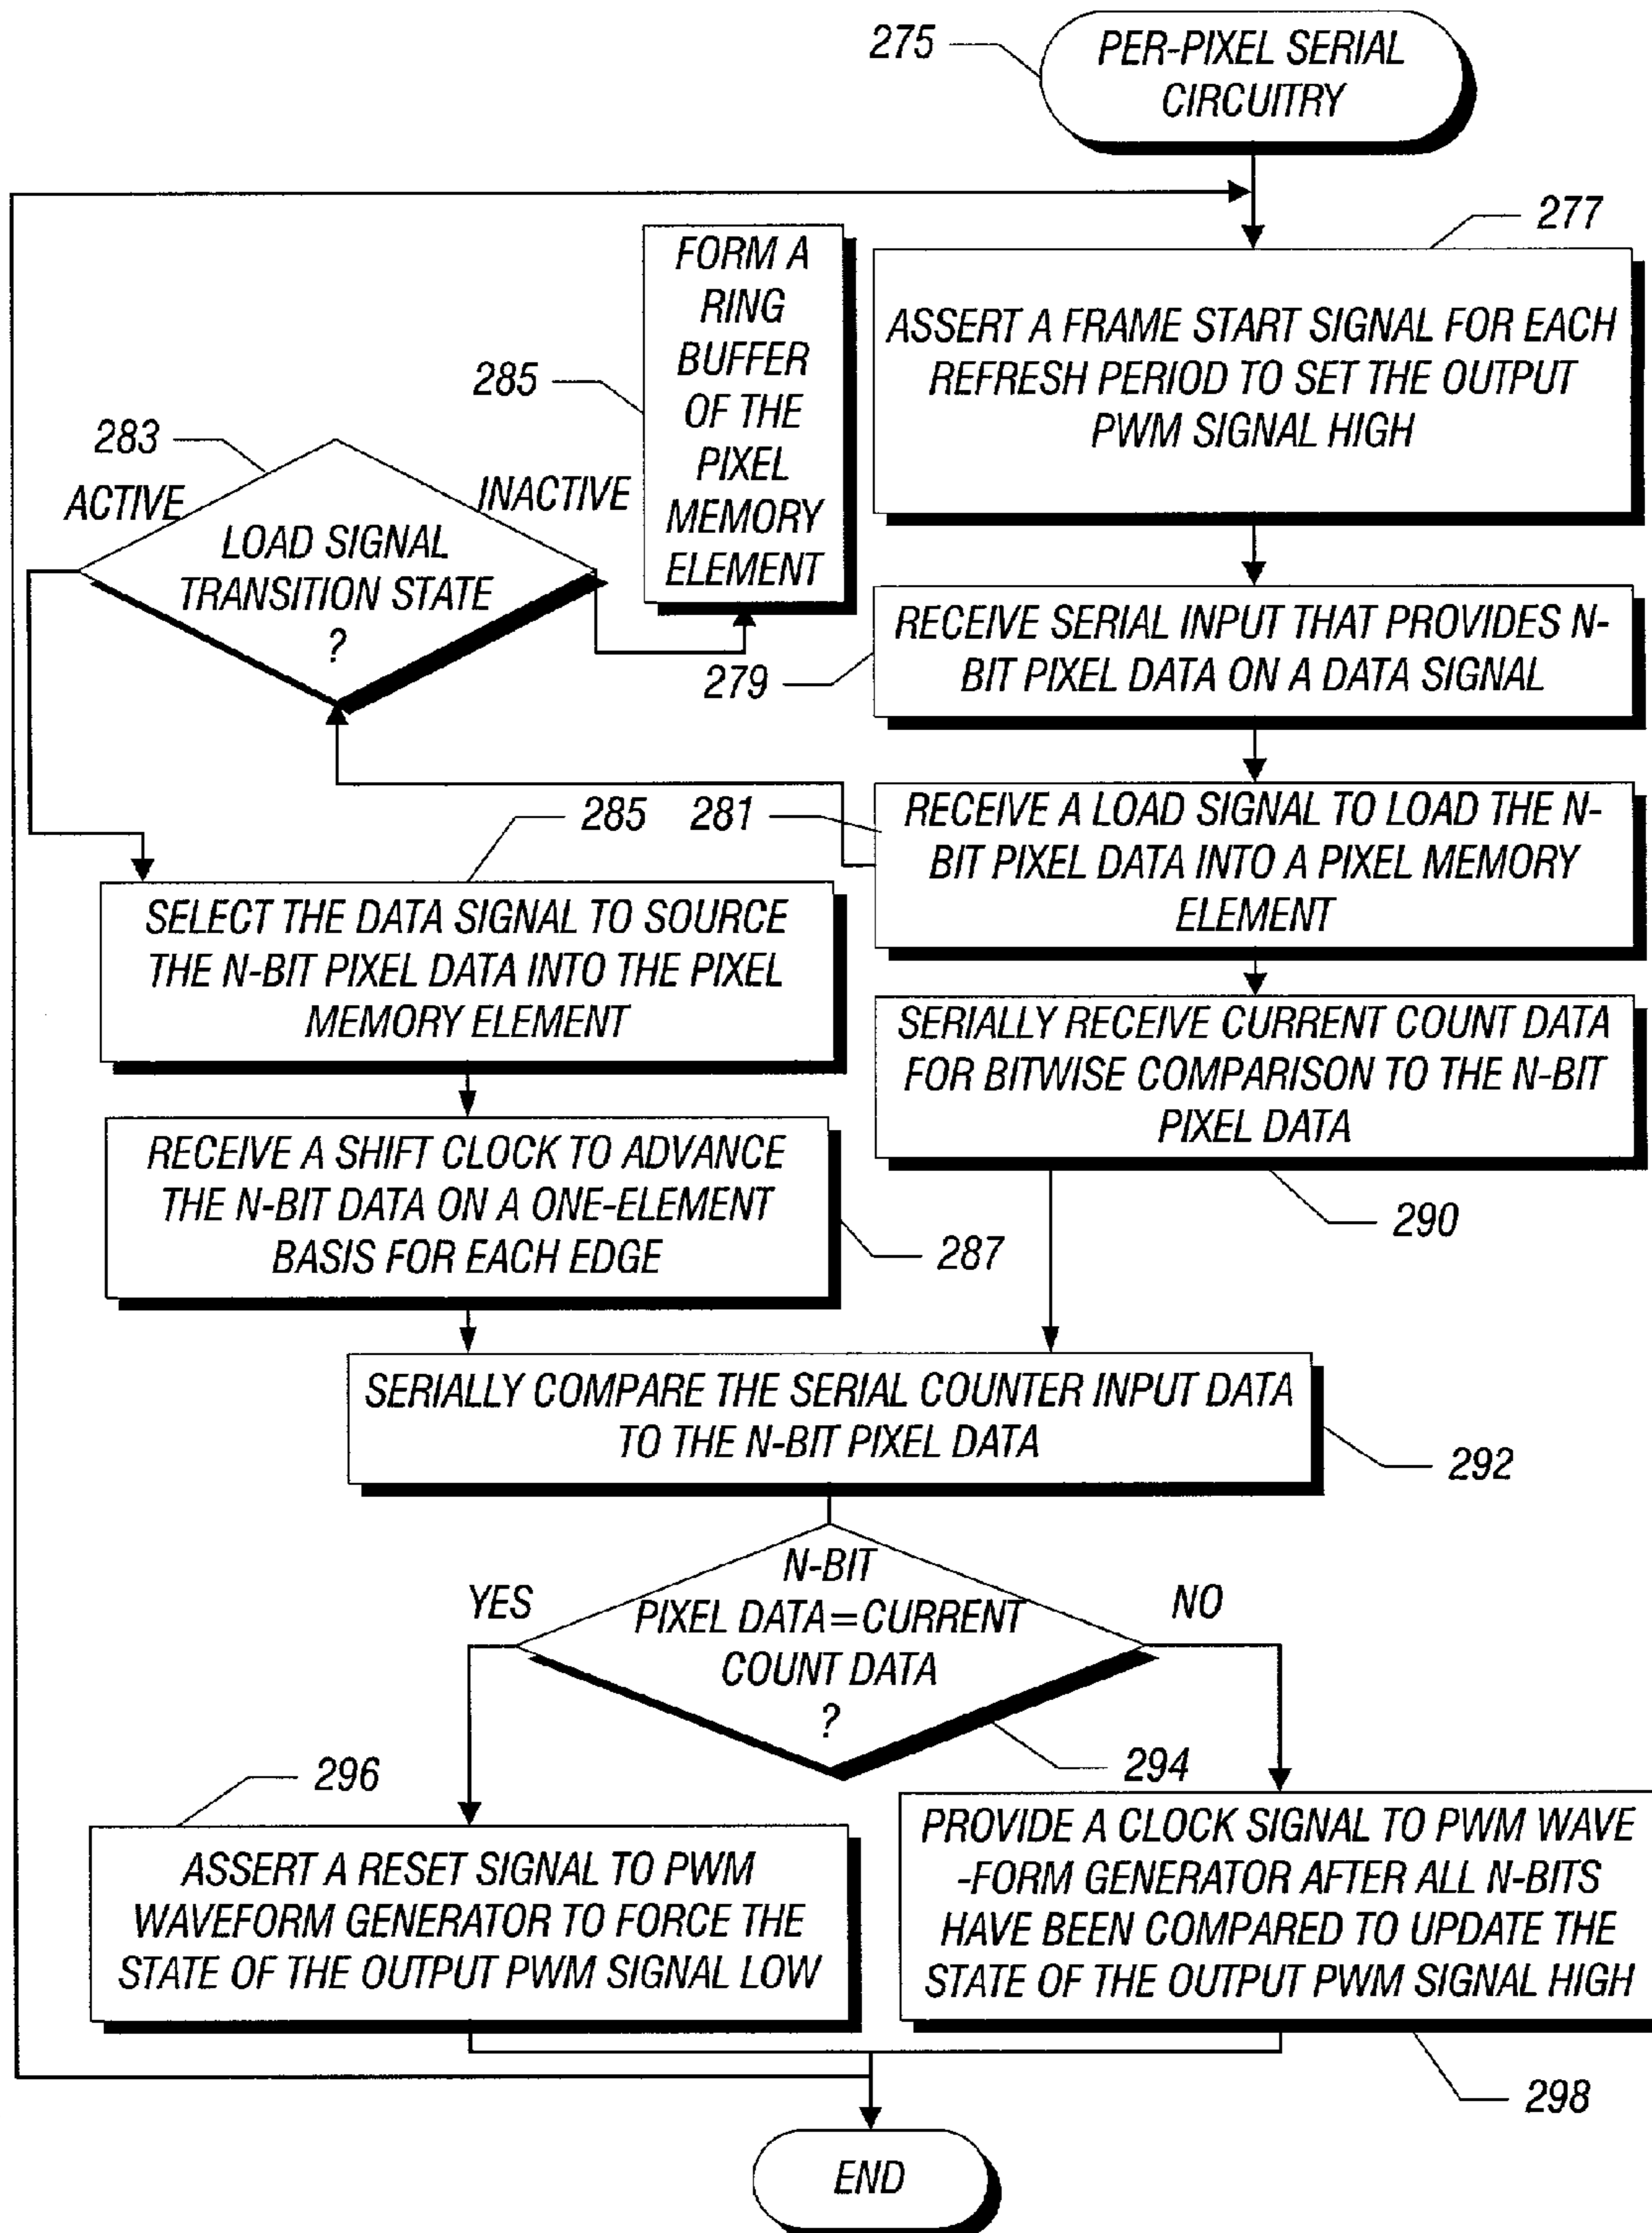 275
PER-PIXEL SERIAL
CIRCUITRY
277
ASSERT A FRAME START SIGNAL FOR EACH
REFRESH PERIOD TO SET THE OUTPUT
PWM SIGNAL HIGH
FORM A
RING
BUFFER
OF THE
PIXEL
MEMORY
ELEMENT
285
283
ACTIVE
INACTIVE
LOAD SIGNAL
TRANSITION STATE
?
279
RECEIVE SERIAL INPUT THAT PROVIDES N-
BIT PIXEL DATA ON A DATA SIGNAL
281
RECEIVE A LOAD SIGNAL TO LOAD THE N-
BIT PIXEL DATA INTO A PIXEL MEMORY
ELEMENT
285
SELECT THE DATA SIGNAL TO SOURCE
THE N-BIT PIXEL DATA INTO THE PIXEL
MEMORY ELEMENT
SERIALLY RECEIVE CURRENT COUNT DATA
FOR BITWISE COMPARISON TO THE N-BIT
PIXEL DATA
290
RECEIVE A SHIFT CLOCK TO ADVANCE
THE N-BIT DATA ON A ONE-ELEMENT
BASIS FOR EACH EDGE
287
SERIALLY COMPARE THE SERIAL COUNTER INPUT DATA
TO THE N-BIT PIXEL DATA
292
YES
N-BIT
PIXEL DATA=CURRENT
COUNT DATA
?
NO
294
296
ASSERT A RESET SIGNAL TO PWM
WAVEFORM GENERATOR TO FORCE THE
STATE OF THE OUTPUT PWM SIGNAL LOW
PROVIDE A CLOCK SIGNAL TO PWM WAVE
-FORM GENERATOR AFTER ALL N-BITS
HAVE BEEN COMPARED TO UPDATE THE
STATE OF THE OUTPUT PWM SIGNAL HIGH
298
END